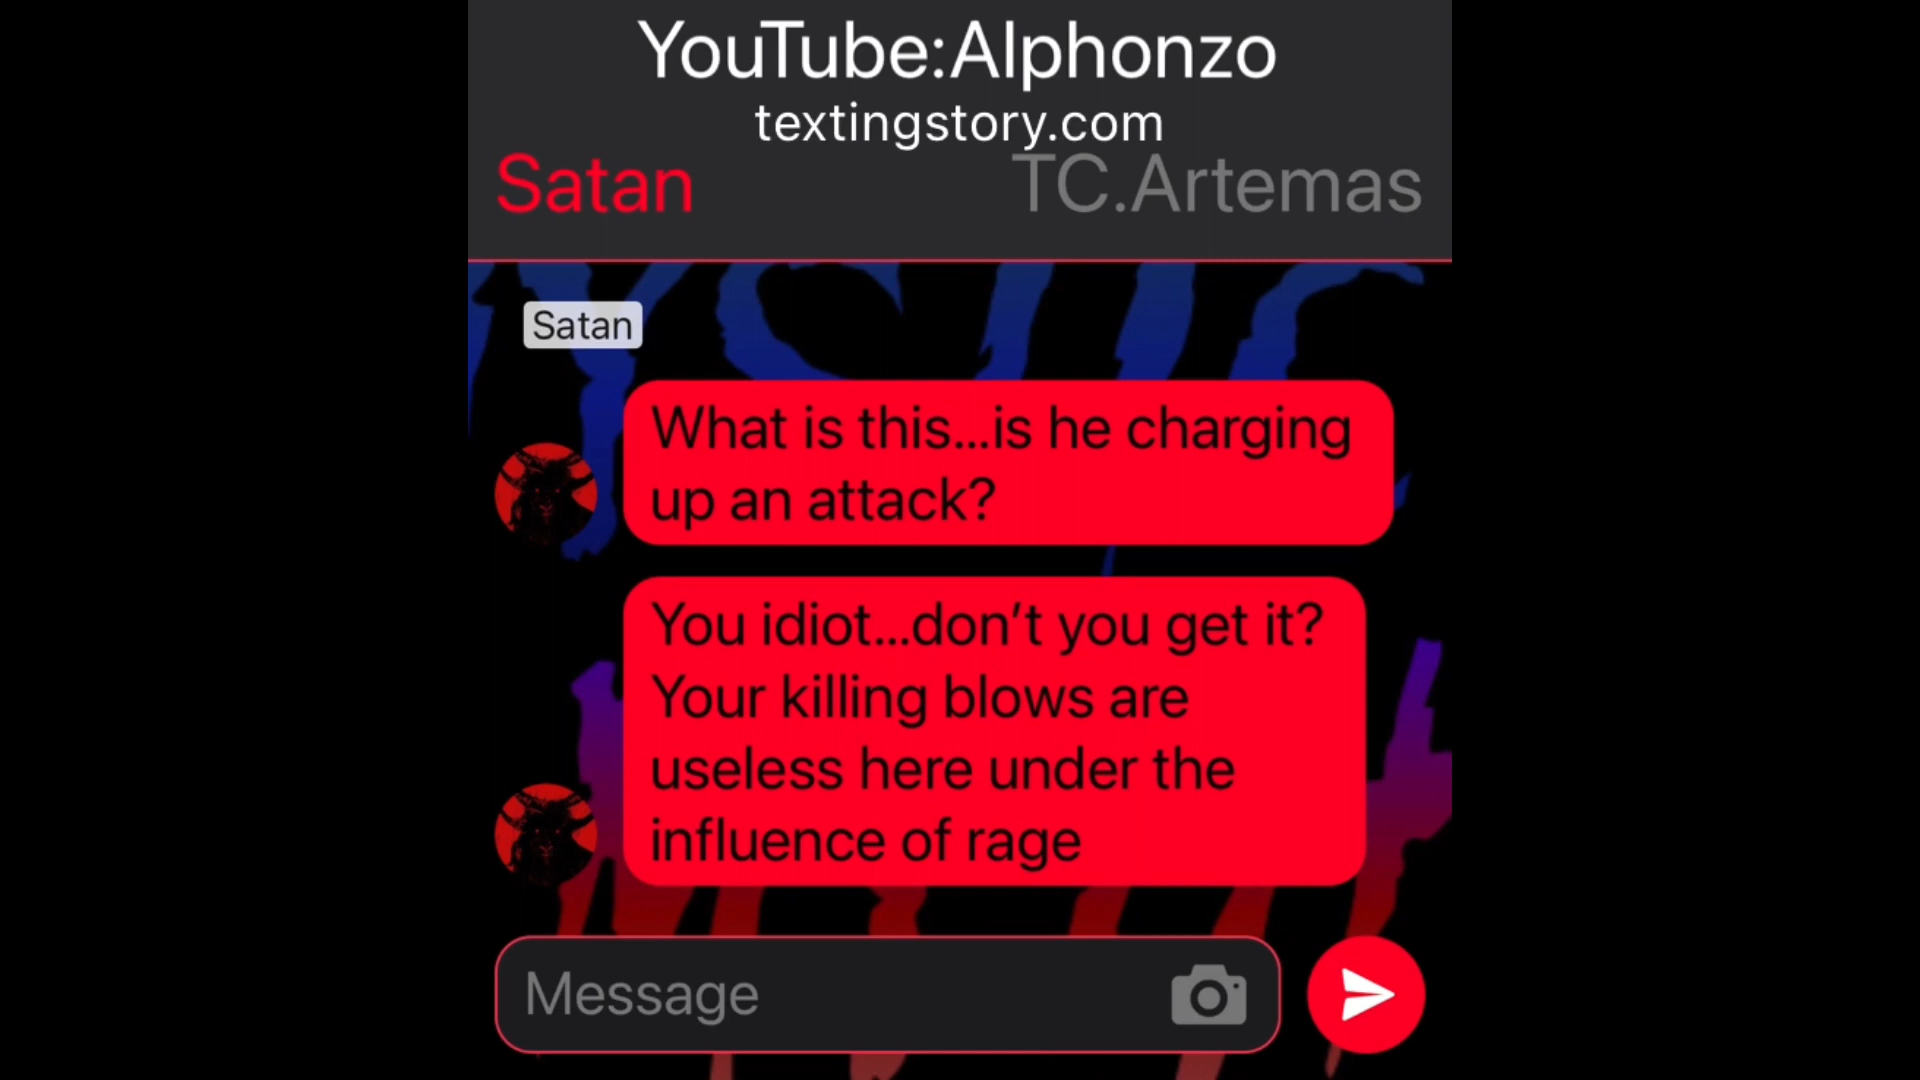 YouTube:Alphonzo
textingstory.com
Satan
TC.Artemas
Satan
What is this...is he charging
up an attack?
You idiot...don’t you get it?
Your killing blows are
useless here under the
influence of rage
Message